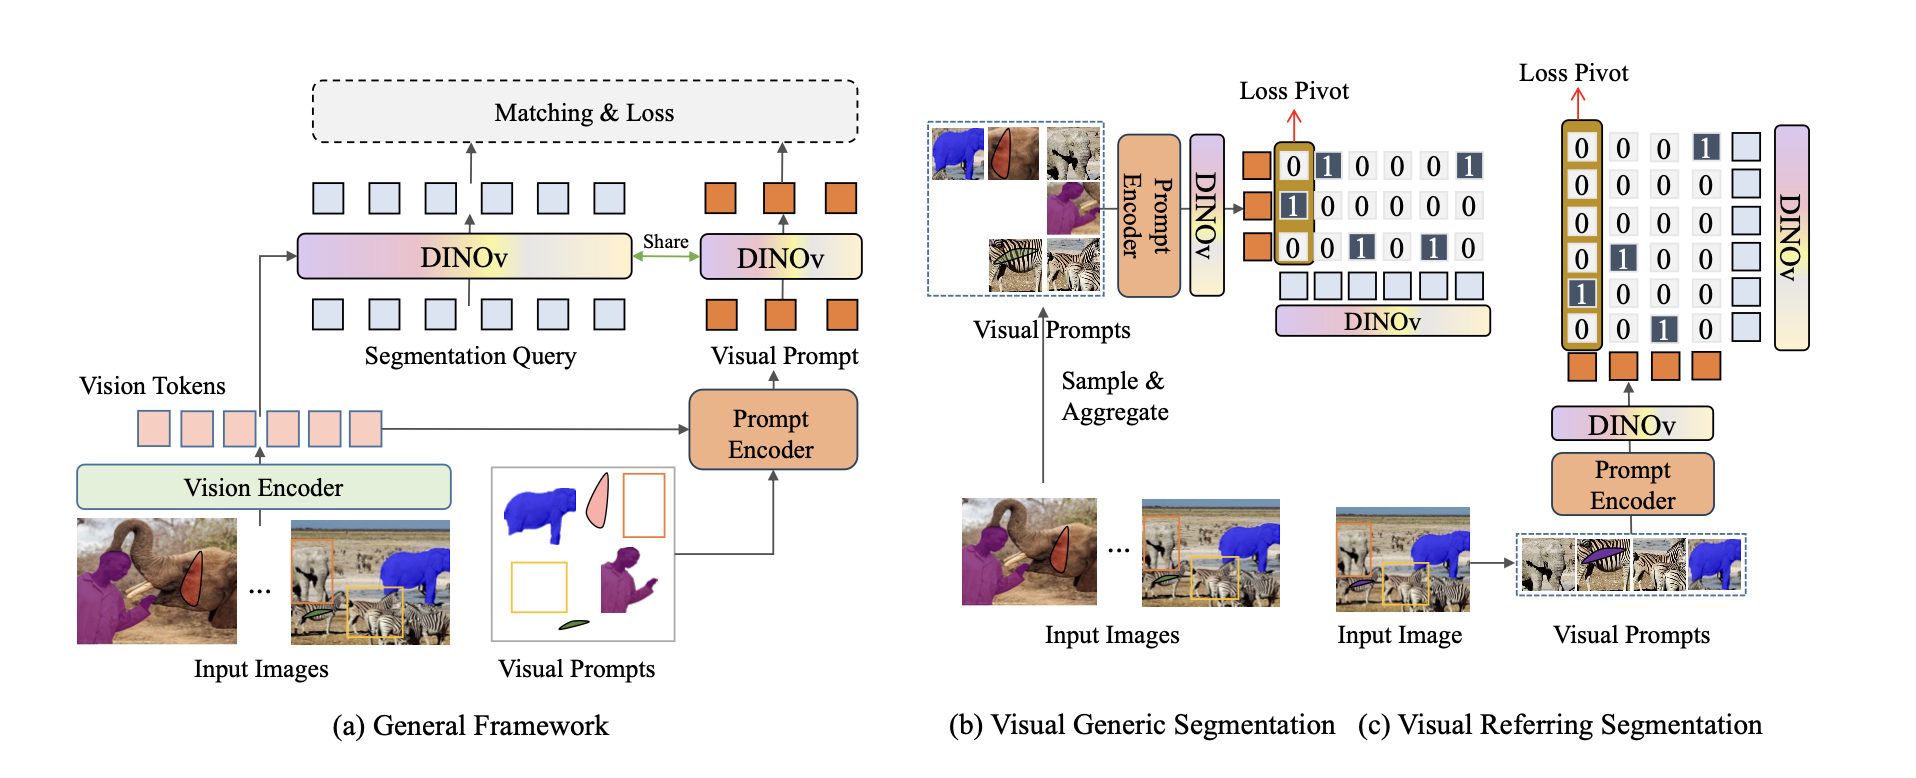 Matching & Loss
DINOv
Share
DINOv
Segmentation Query
Visual Prompt
Vision Tokens
Prompt
Encoder
Vision Encoder
...
Input Images
Visual Prompts
(a) General Framework
Loss Pivot
Prompt
Encoder
DINOv
0 1 0 0 0 1
1 0 0 0 0 0
0 0 1 0 1 0
DINOv
Visual Prompts
Sample &
Aggregate
...
Input Images
(b) Visual Generic Segmentation
Loss Pivot
0 0 0 1
0 0 0 0
0 0 0 0
0 1 0 0
1 0 0 0
0 0 1 0
DINOv
DINOv
Prompt
Encoder
Input Image
Visual Prompts
(c) Visual Referring Segmentation